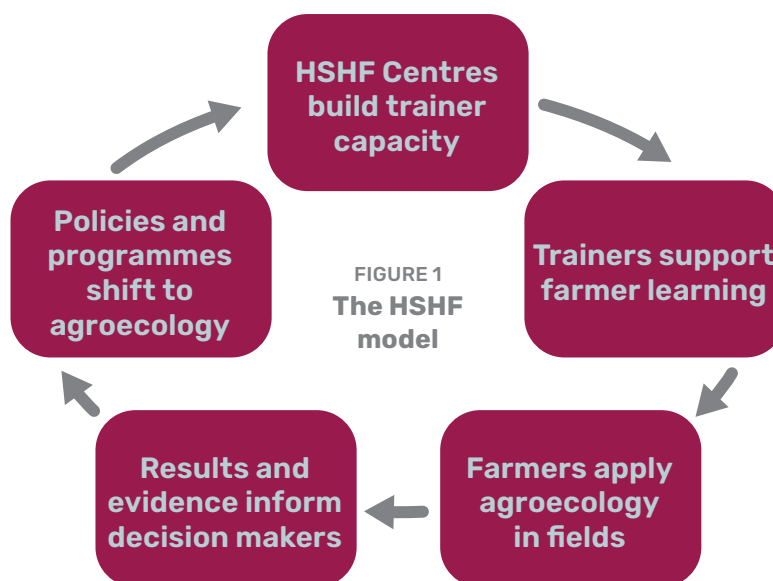 HSHF Centres
build trainer
capacity
Trainers support
farmer learning
Farmers apply
agroecology
in fields
Results and
evidence inform
decision makers
Policies and
programmes
shift to
agroecology
FIGURE 1
The HSHF
model